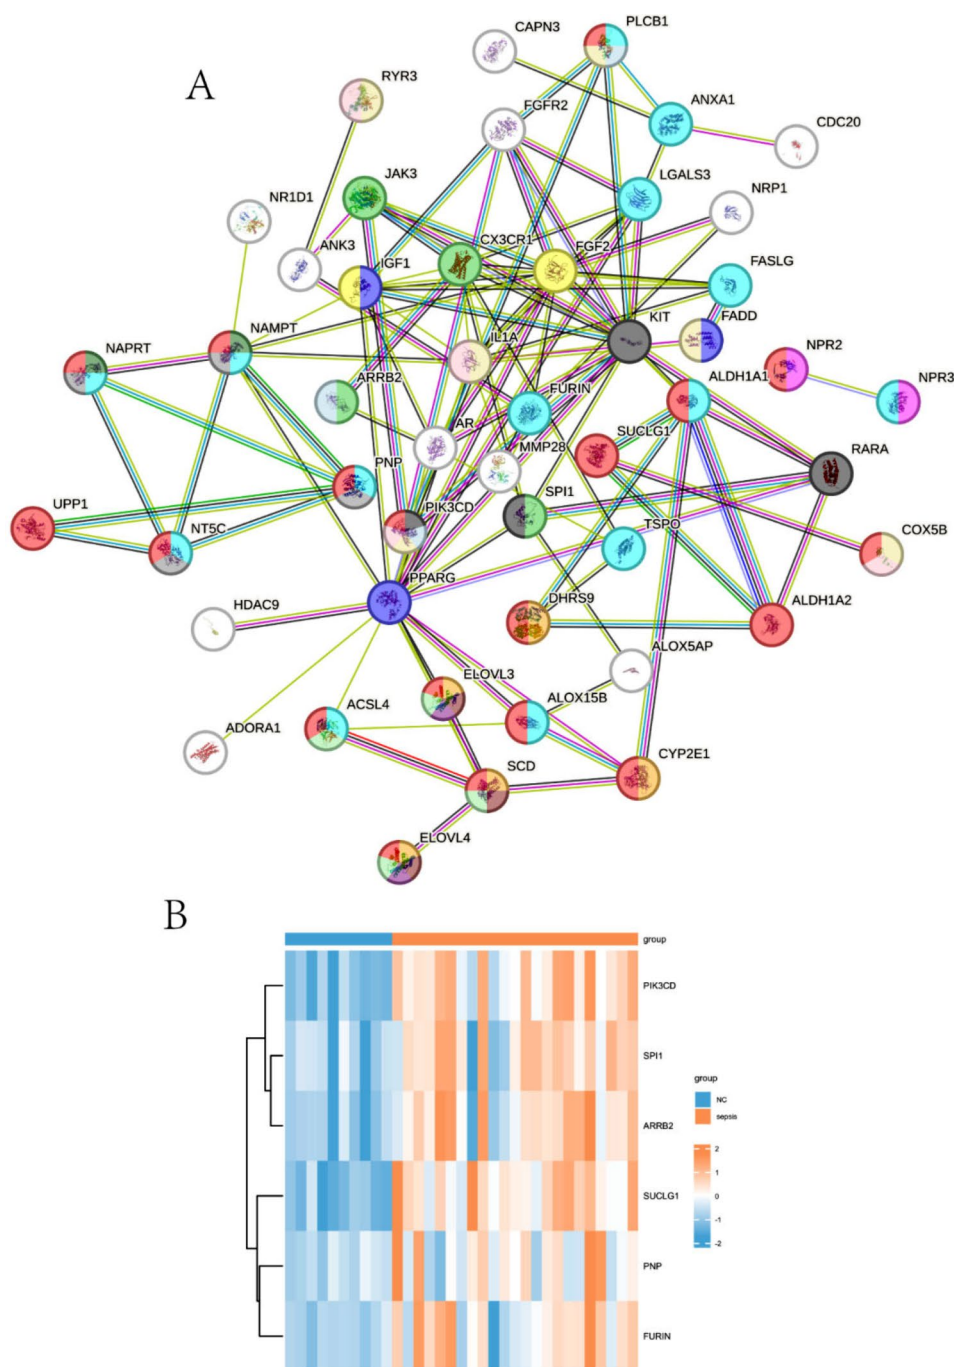 A
CAPN3
PLCB1
RYR3
FGFR2
ANXA1
CDC20
JAK3
LGALS3
NR1D1
NRP1
ANK3
CX3CR1
FGF2
IGF1
FASLG
KIT
FADD
NAMPT
IL1A
NAPRT
NPR2
ARRB2
ALDH1A1
NPR3
FURIN
AR
SUCLG1
MMP28
RARA
PNP
UPP1
SPI1
PIK3CD
NT5C
TSPO
COX5B
PPARG
HDAC9
DHRS9
ALDH1A2
ALOX5AP
ELOVL3
ACSL4
ALOX15B
ADORA1
CYP2E1
SCD
ELOVL4
B
group
PIK3CD
SPI1
ARRB2
SUCLG1
PNP
FURIN
group
NC
sepsis
2
1
0
-1
-2